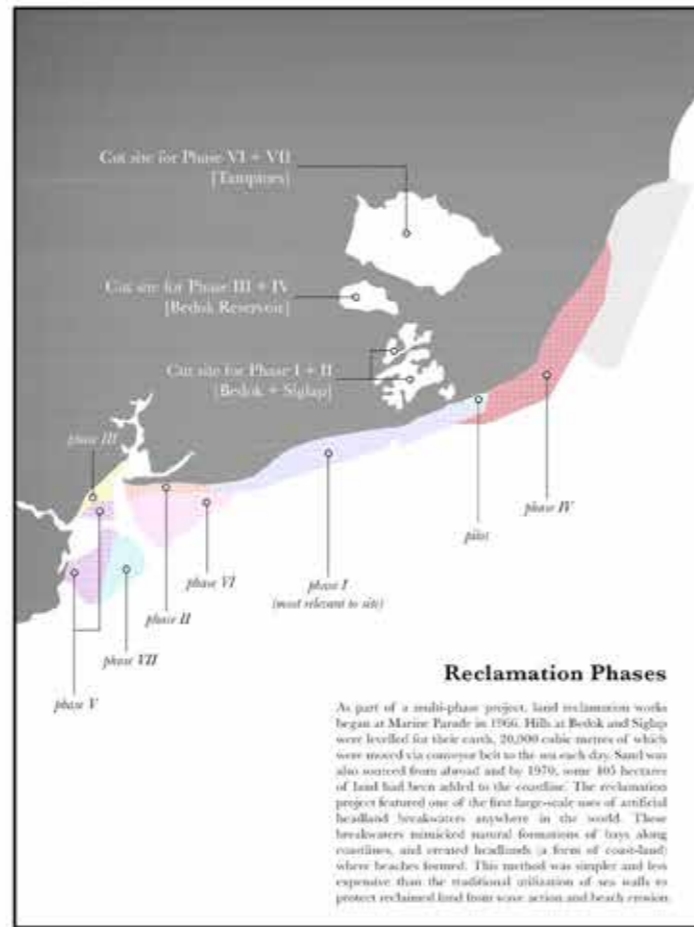 Cut site for Phase VI + VII
[Tampines]
Cut site for Phase III + IV
[Bedok Reservoir]
Cut site for Phase I + II
[Bedok + Siglap]
phase III
phase IV
pilot
phase VI
phase I
(most relevant to site)
phase II
phase VII
phase V
Reclamation Phases
As part of a multi-phase project, land reclamation works
began at Marine Parade in 1966. Hills at Bedok and Siglap
were levelled for their earth, 20,000 cubic metres of which
were moved via conveyor belt to the sea each day. Sand was
also sourced from abroad and by 1970, some 405 hectares
of land had been added to the coastline. The reclamation
project featured one of the first large-scale uses of artificial
headland breakwaters anywhere in the world. These
breakwaters mimicked natural formations of bays along
coastlines, and created headlands (a form of coast-land)
where beaches formed. This method was simpler and less
expensive than the traditional utilization of sea walls to
protect reclaimed land from wave action and beach erosion